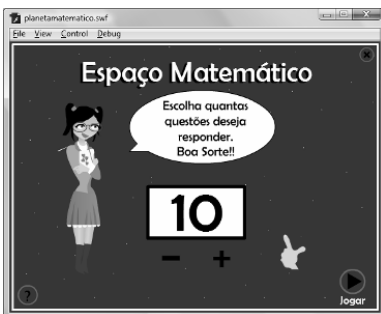 planetamatematico.swf
File View Control Debug
Espaço Matemático
Escolha quantas
questões deseja
responder.
Boa Sorte!!
10
- +
?
Jogar